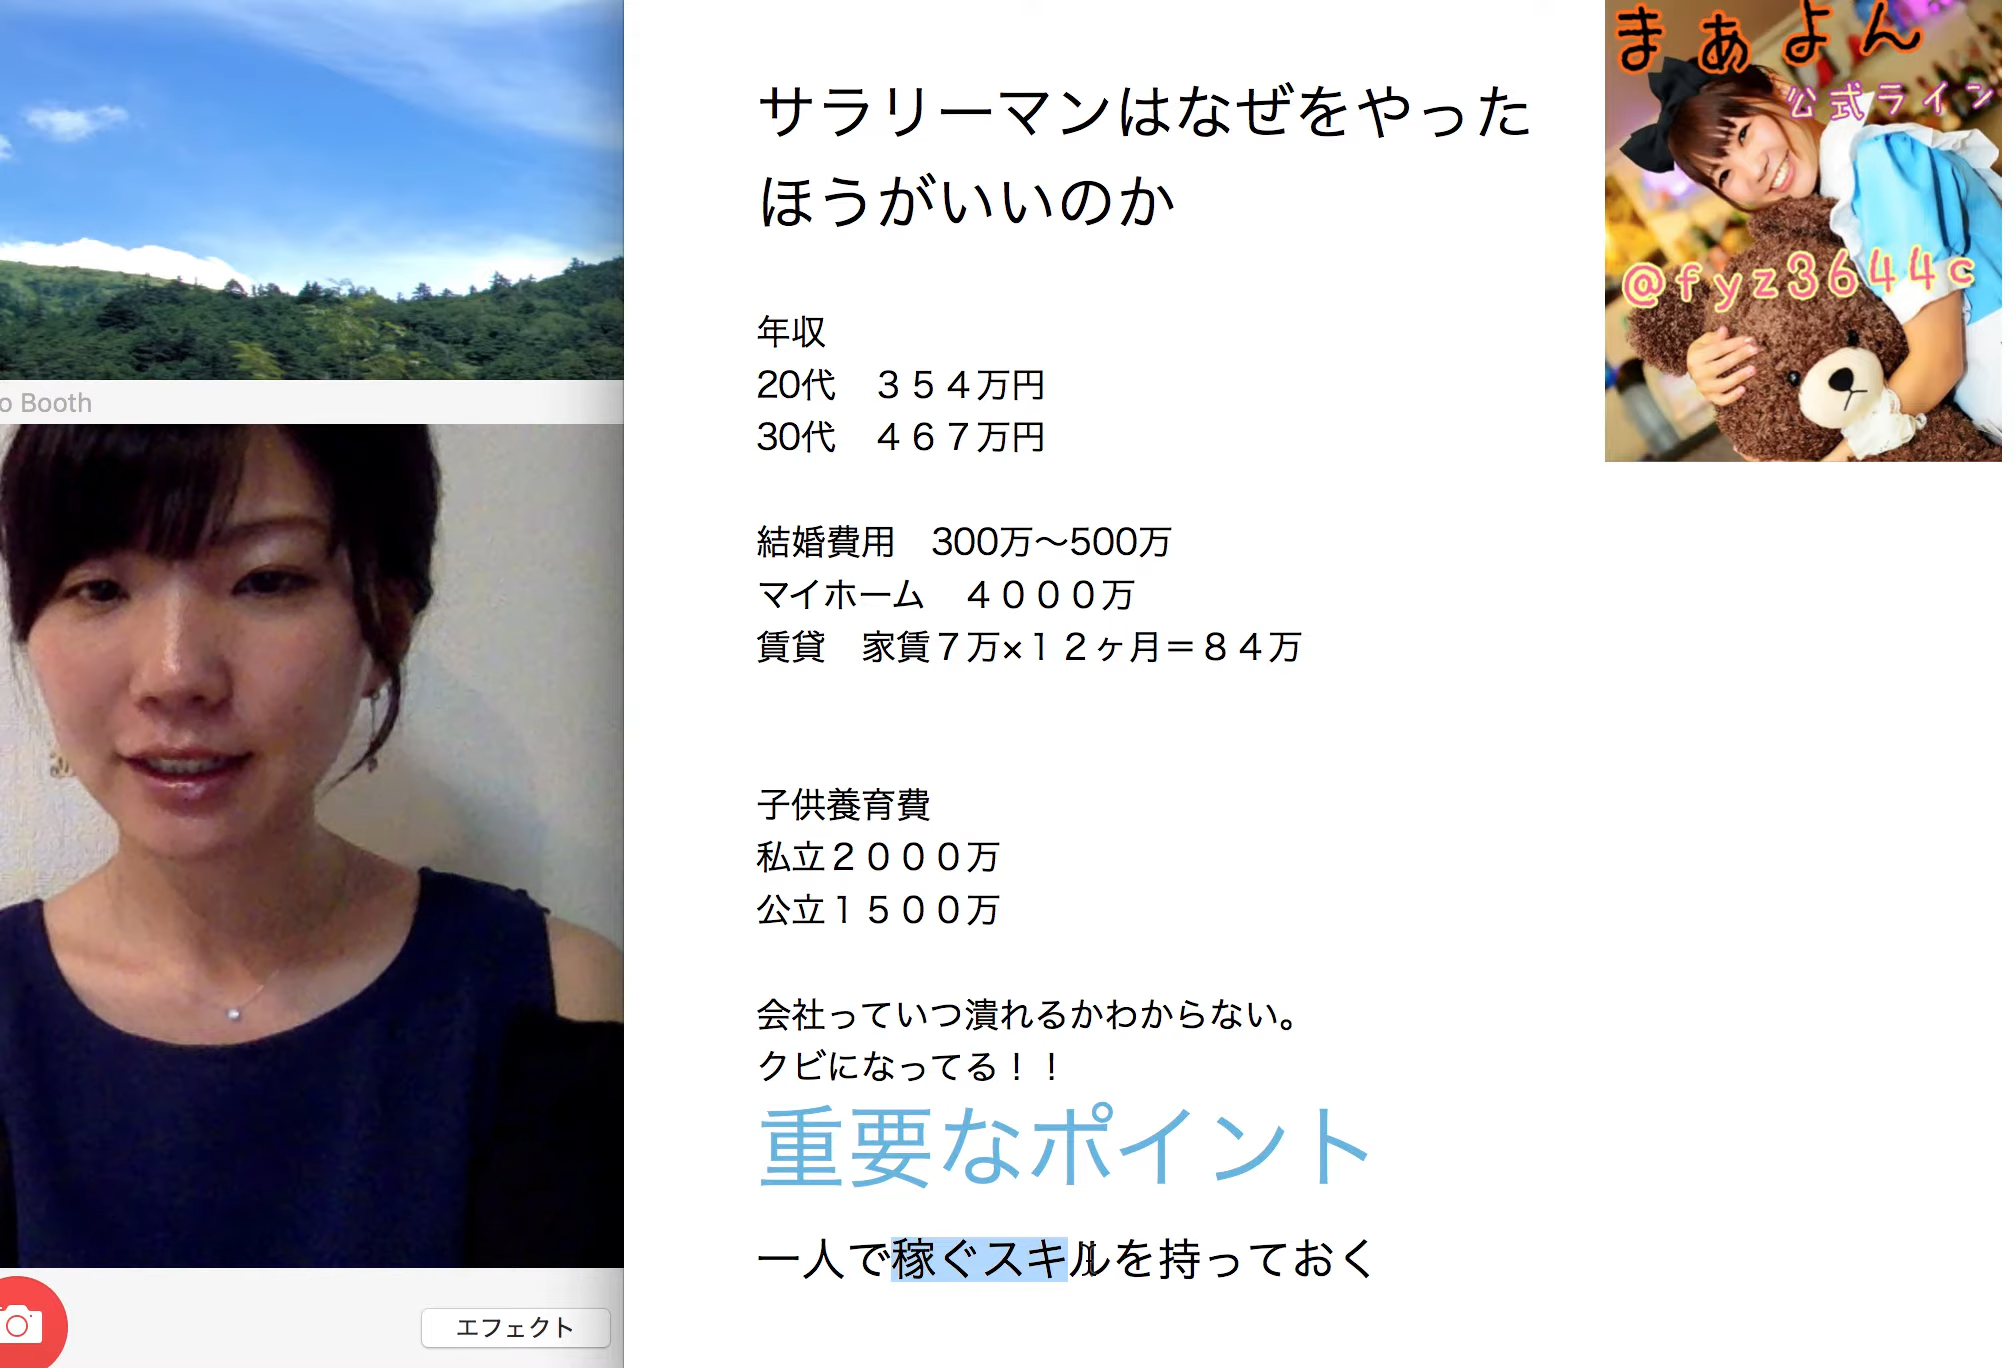 サラリーマンはなぜをやった
ほうがいいのか
年収
20代　３５４万円
30代　４６７万円
結婚費用　300万〜500万
マイホーム　４０００万
賃貸　家賃７万×１２ヶ月＝８４万
子供養育費
私立２０００万
公立１５００万
会社っていつ潰れるかわからない。
クビになってる！！
重要なポイント
一人で稼ぐスキルを持っておく
まぁよん
公式ライン
@fyz3644c
o Booth
エフェクト